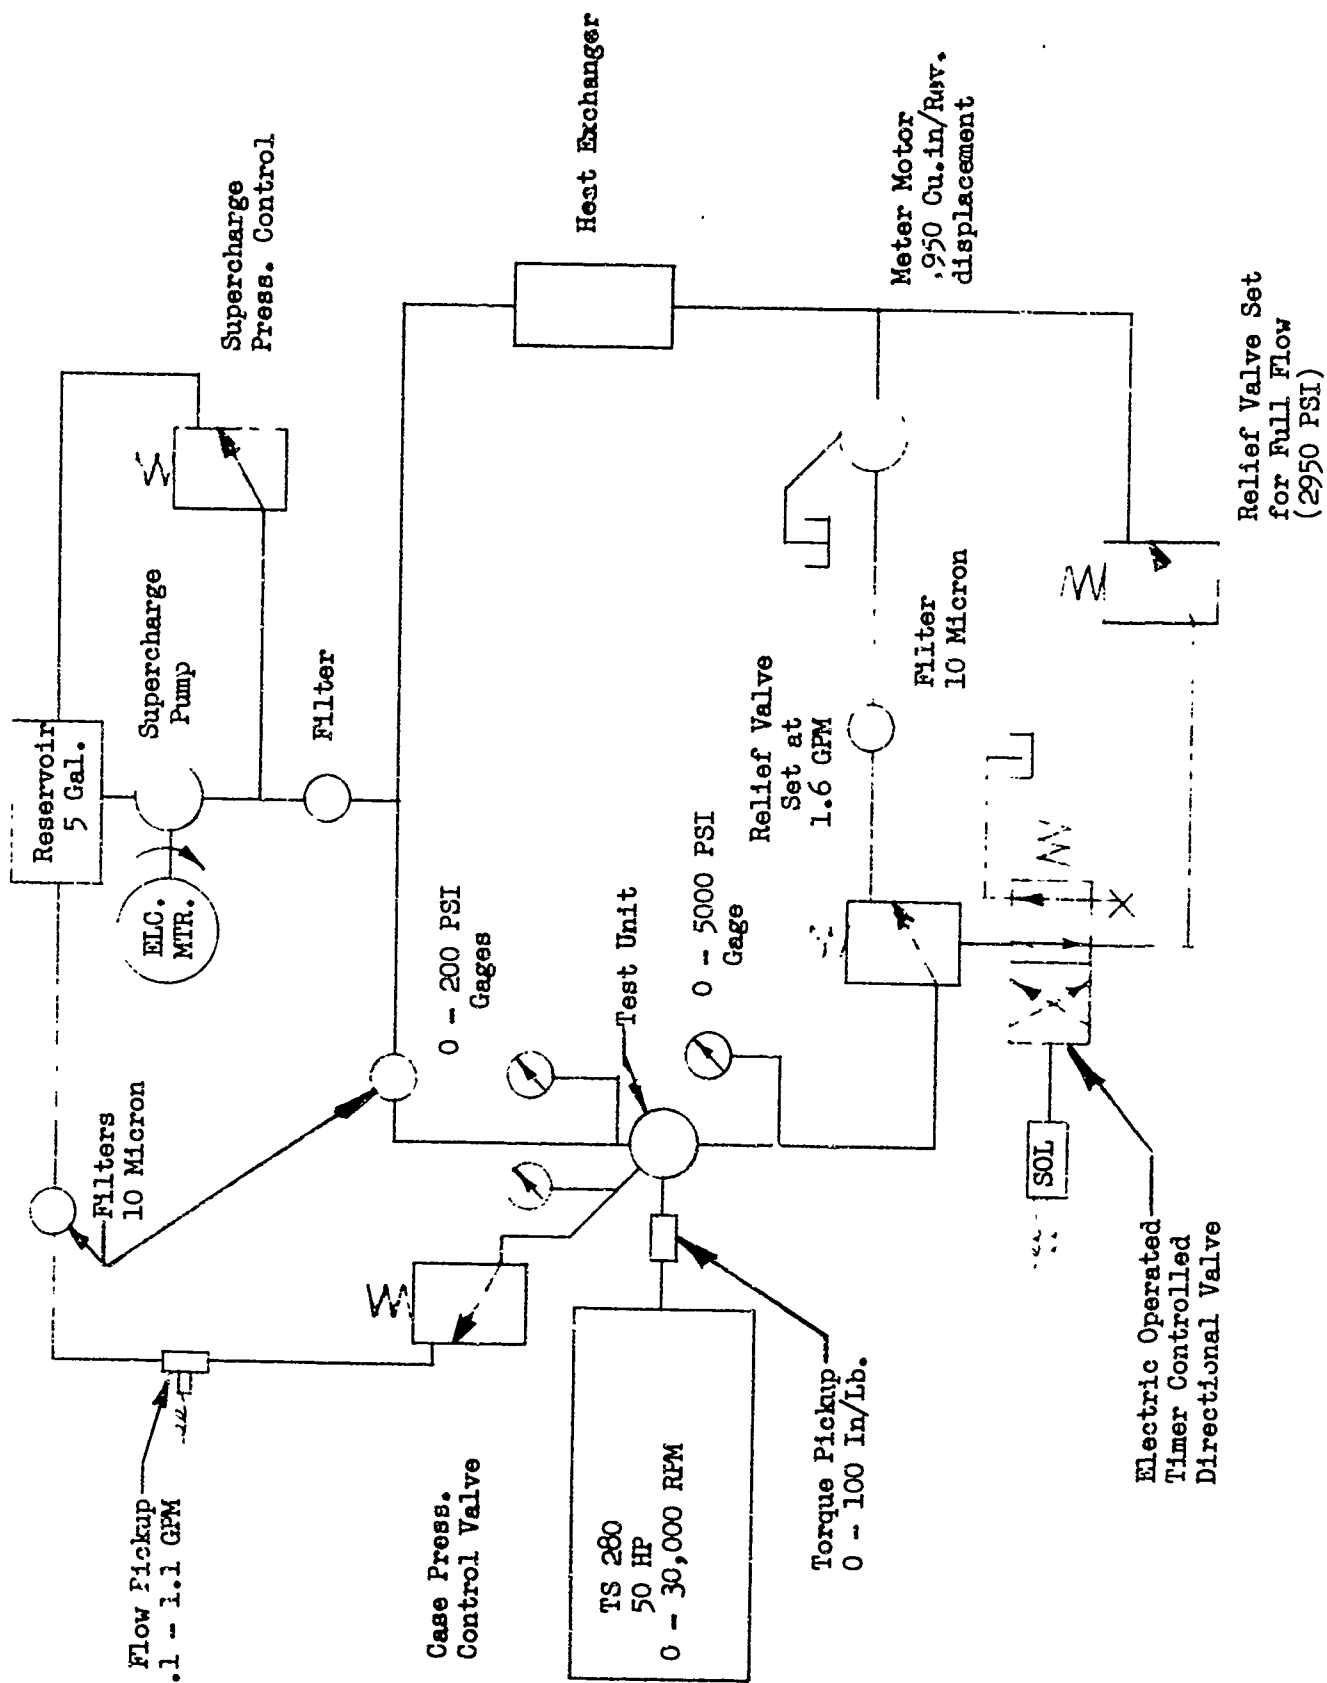 Flow Pickup
.1 - 1.1 GPM
Filters
10 Micron
Reservoir
5 Gal.
ELC.
MTR.
Supercharge
Pump
Supercharge
Press. Control
Filter
Heat Exchanger
0 - 200 PSI
Gages
Case Press.
Control Valve
Test Unit
0 - 5000 PSI
Gage
TS 280
50 HP
0 - 30,000 RPM
Torque Pickup
0 - 100 In/Lb.
Relief Valve
Set at
1.6 GPM
Filter
10 Micron
Meter Motor
.950 Cu.in/Rev.
displacement
SOL
Electric Operated
Timer Controlled
Directional Valve
Relief Valve Set
for Full Flow
(2950 PSI)